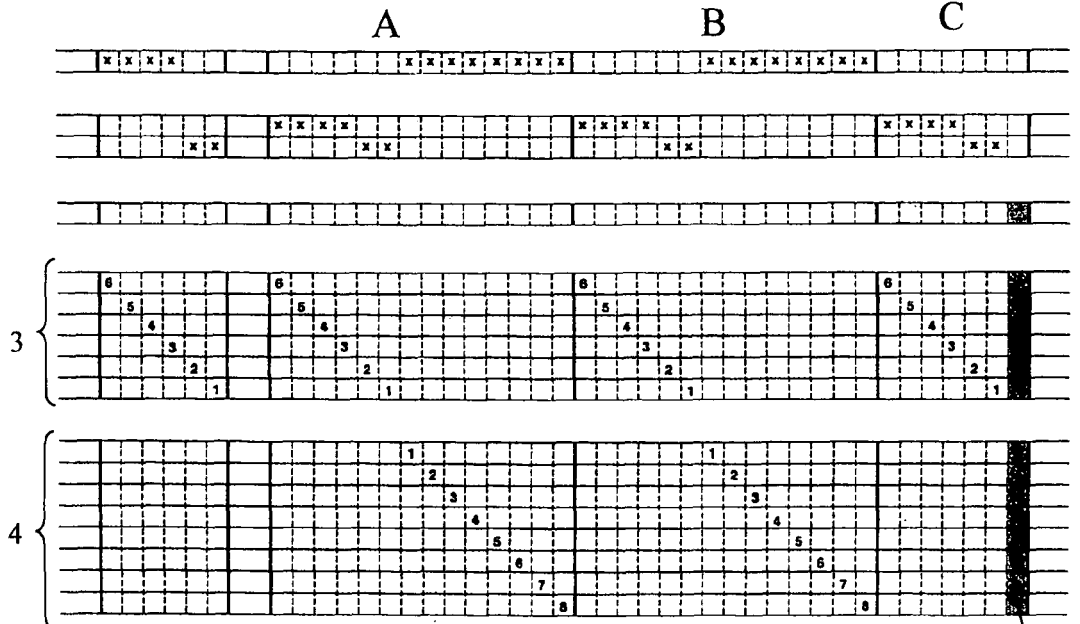 A B C
x x x x x x x x x x x x x x x x x x x x
x x x x x x x x x x x x
x x x x x x x x
6 6 6 6
5 5 5 5
4 4 4 4
3 3 3 3 3
2 2 2 2
1 1 1 1
1 1
2 2
3 3
4 4
4 5 5
6 6
7 7
8 8